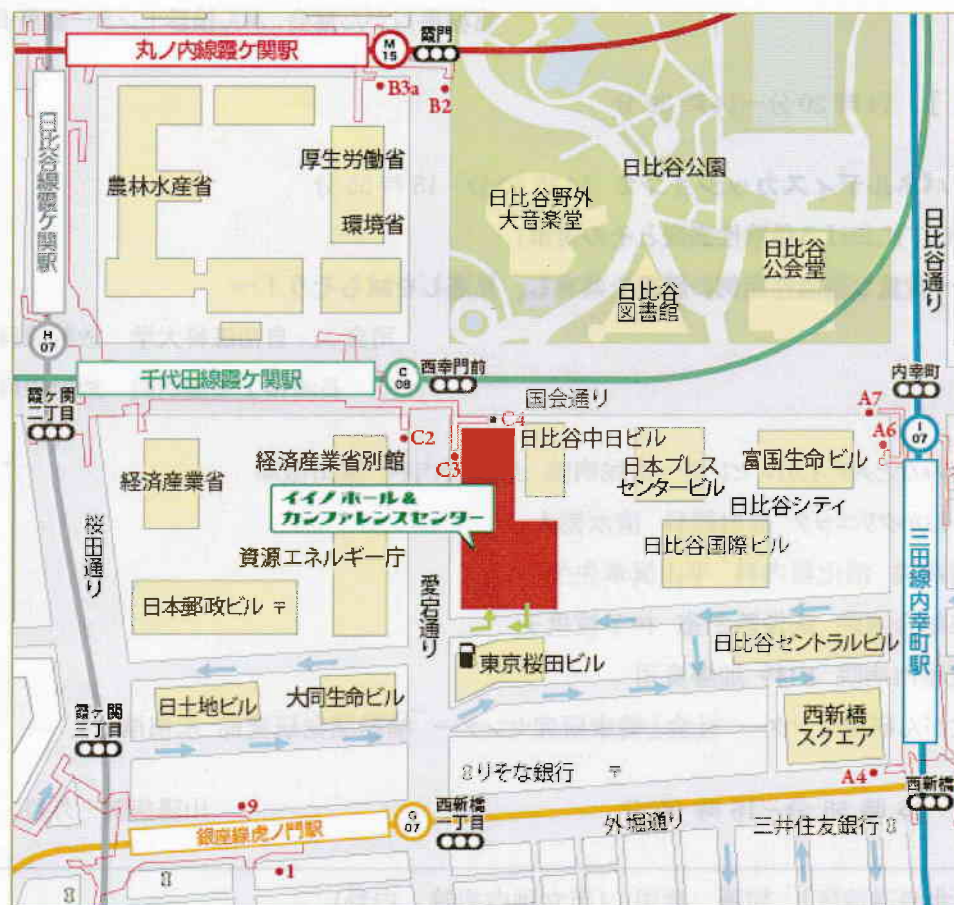 丸ノ内線霞ケ関駅
M
15
霞門
B3a
B2
日比谷線霞ケ関駅
厚生労働省
農林水産省
環境省
日比谷公園
日比谷野外
大音楽堂
日比谷
公会堂
日比谷
図書館
日比谷通り
H
07
千代田線霞ケ関駅
C
08
西幸門前
国会通り
内幸町
霞ヶ関
二丁目
A7
C4
C2
C3
A6
I
07
経済産業省
経済産業省別館
日比谷中日ビル
日本プレス
センタービル
富国生命ビル
日比谷シティ
イイノホール&
カンファレンスセンター
桜田通り
資源エネルギー庁
日比谷国際ビル
三田線内幸町駅
日本郵政ビル 〒
愛宕通り
日比谷セントラルビル
東京桜田ビル
日土地ビル
大同生命ビル
霞ヶ関
三丁目
西新橋
スクエア
りそな銀行 〒
A4
9
銀座線虎ノ門駅
G
07
西新橋
一丁目
外堀通り
三井住友銀行
西新橋
1